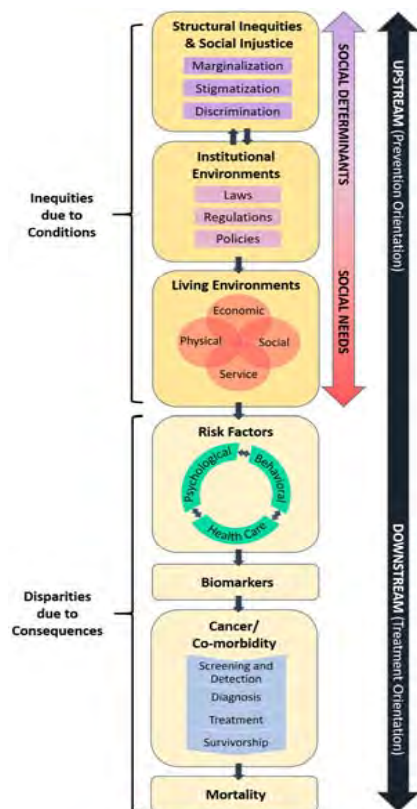 Structural Inequities
& Social Injustice
Marginalization
Stigmatization
Discrimination
Institutional
Environments
Laws
Regulations
Policies
Living Environments
Economic
Physical
Social
Service
Inequities
due to
Conditions
SOCIAL DETERMINANTS
SOCIAL NEEDS
UPSTREAM (Prevention Orientation)
DOWNSTREAM (Treatment Orientation)
Risk Factors
Psychological
Behavioral
Health Care
Biomarkers
Disparities
due to
Consequences
Cancer/
Co-morbidity
Screening and
Detection
Diagnosis
Treatment
Survivorship
Mortality